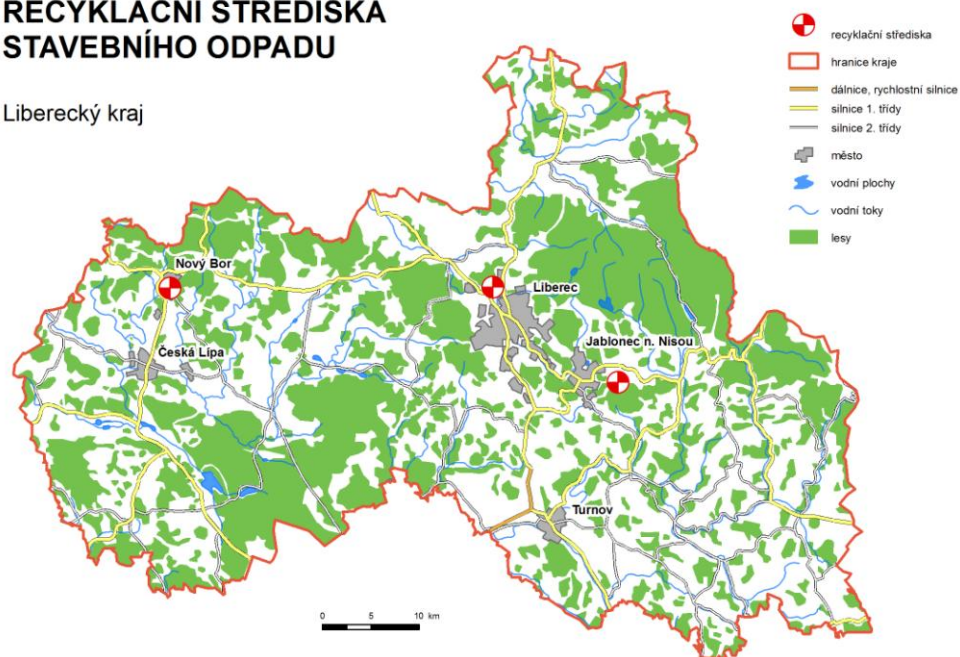 RECYKLAČNÍ STŘEDISKA
STAVEBNÍHO ODPADU
Liberecký kraj
recyklační střediska
hranice kraje
dálnice, rychlostní silnice
silnice 1. třídy
silnice 2. třídy
město
vodní plochy
vodní toky
lesy
Nový Bor
Liberec
Jablonec n. Nisou
Česká Lípa
Turnov
0 5 10 km